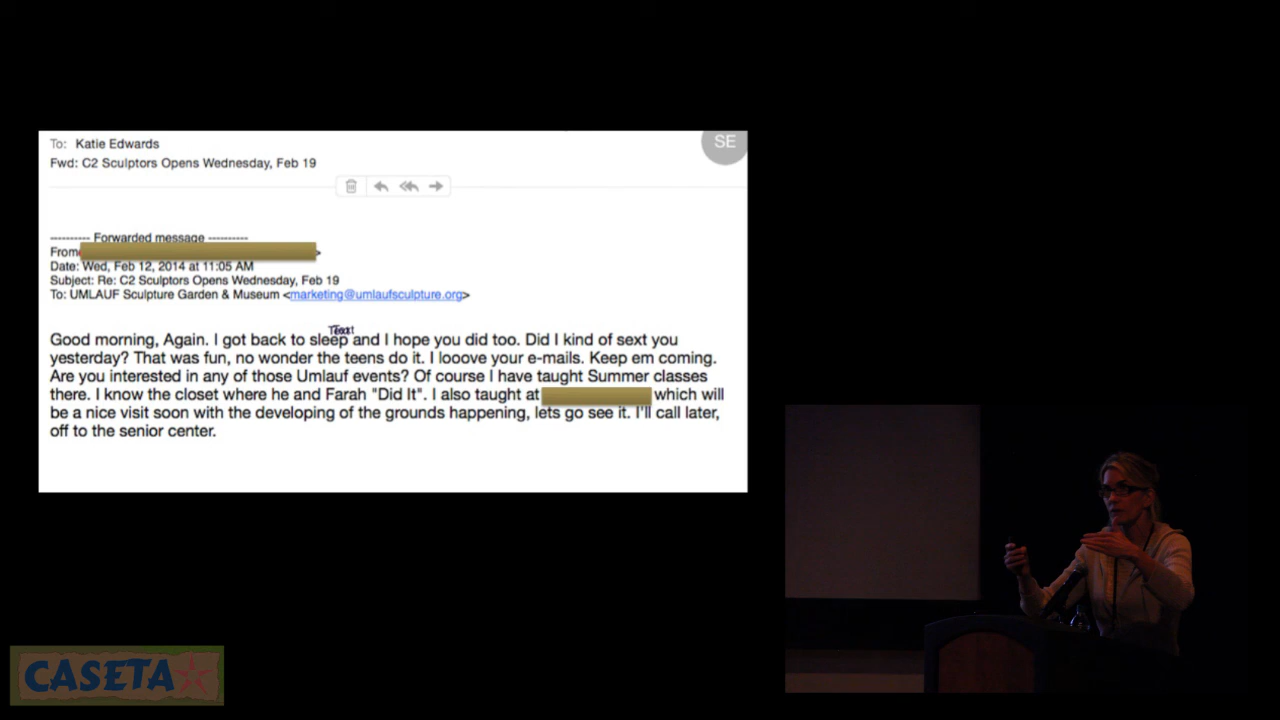 To: Katie Edwards
SE
Fwd: C2 Sculptors Opens Wednesday, Feb 19
---------- Forwarded message ----------
From
>
Date: Wed, Feb 12, 2014 at 11:05 AM
Subject: Re: C2 Sculptors Opens Wednesday, Feb 19
To: UMLAUF Sculpture Garden & Museum <marketing@umlaufsculpture.org>
Good morning, Again. I got back to sleep and I hope you did too. Did I kind of sext you
yesterday? That was fun, no wonder the teens do it. I looove your e-mails. Keep em coming.
Are you interested in any of those Umlauf events? Of course I have taught Summer classes
there. I know the closet where he and Farah "Did It". I also taught at which will
be a nice visit soon with the developing of the grounds happening, lets go see it. I'll call later,
off to the senior center.
CASETA